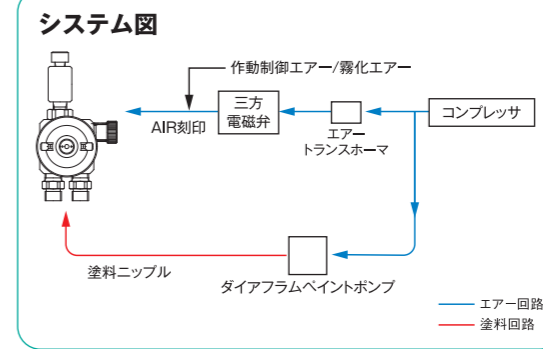 システム図
作動制御エアー/霧化エアー
三方
電磁弁
コンプレッサ
AIR刻印
エアー
トランスホーマ
塗料ニップル
ダイアフラムペイントポンプ
エアー回路
塗料回路